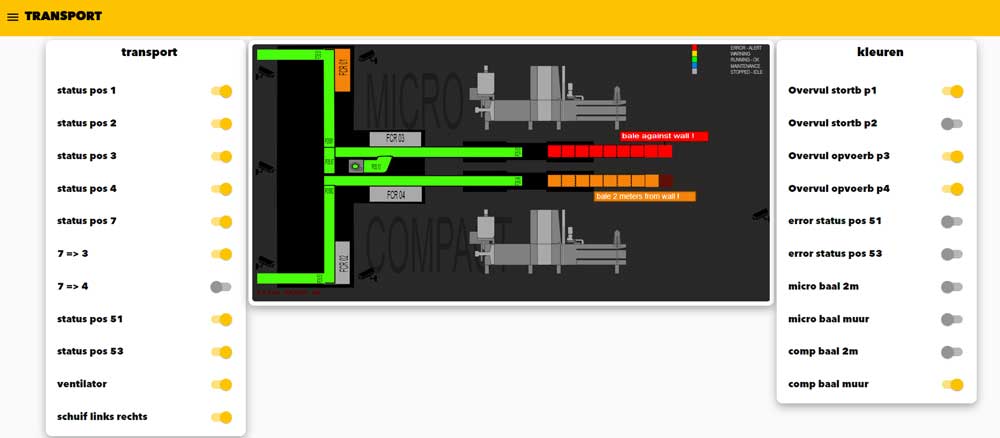 TRANSPORT
transport
status pos 1
status pos 2
status pos 3
status pos 4
status pos 7
7 => 3
7 => 4
status pos 51
status pos 53
ventilator
schuif links rechts
ERROR - ALERT
WARNING
RUNNING - OK
MAINTENANCE
STOPPED - IDLE
FCR 01
MICRO
FCR 03
bale against wall !
FCR 04
bale 2 meters from wall !
COMPACT
FCR 02
kleuren
Overvul stortb p1
Overvul stortb p2
Overvul opvoerb p3
Overvul opvoerb p4
error status pos 51
error status pos 53
micro baal 2m
micro baal muur
comp baal 2m
comp baal muur